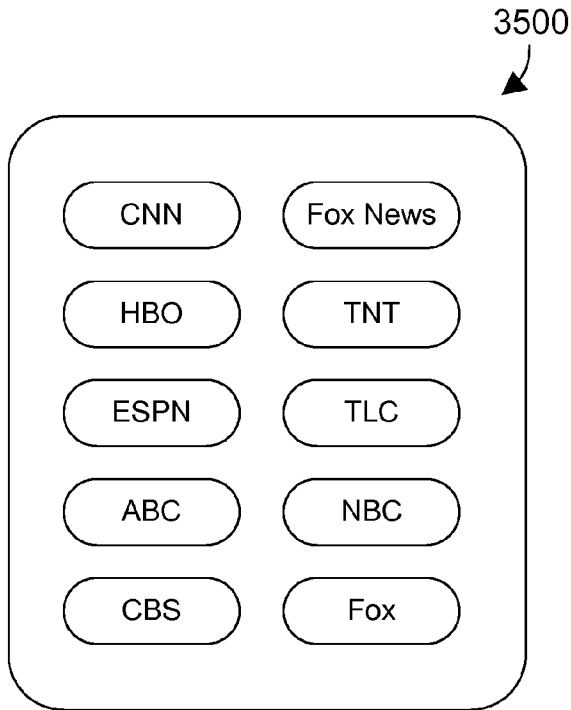 3500
CNN
Fox News
HBO
TNT
ESPN
TLC
ABC
NBC
CBS
Fox